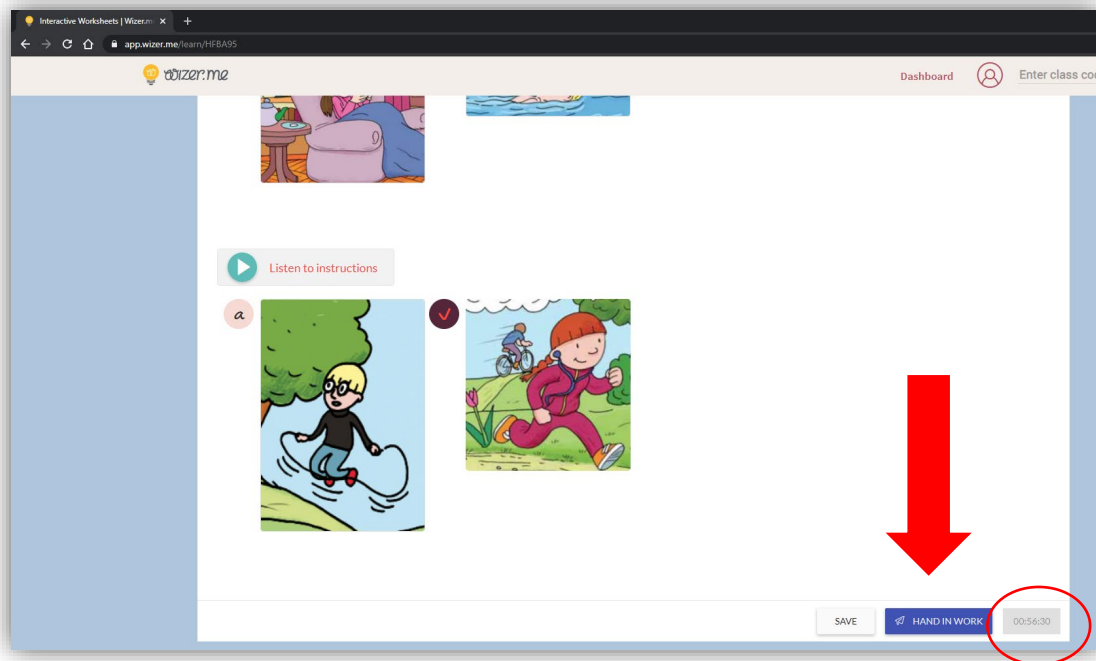 Interactive Worksheets | Wizer.m
app.wizer.me/learn/HFBA95
wizer.me
Dashboard
Enter class coo
Listen to instructions
a
SAVE
HAND IN WORK
00:56:30